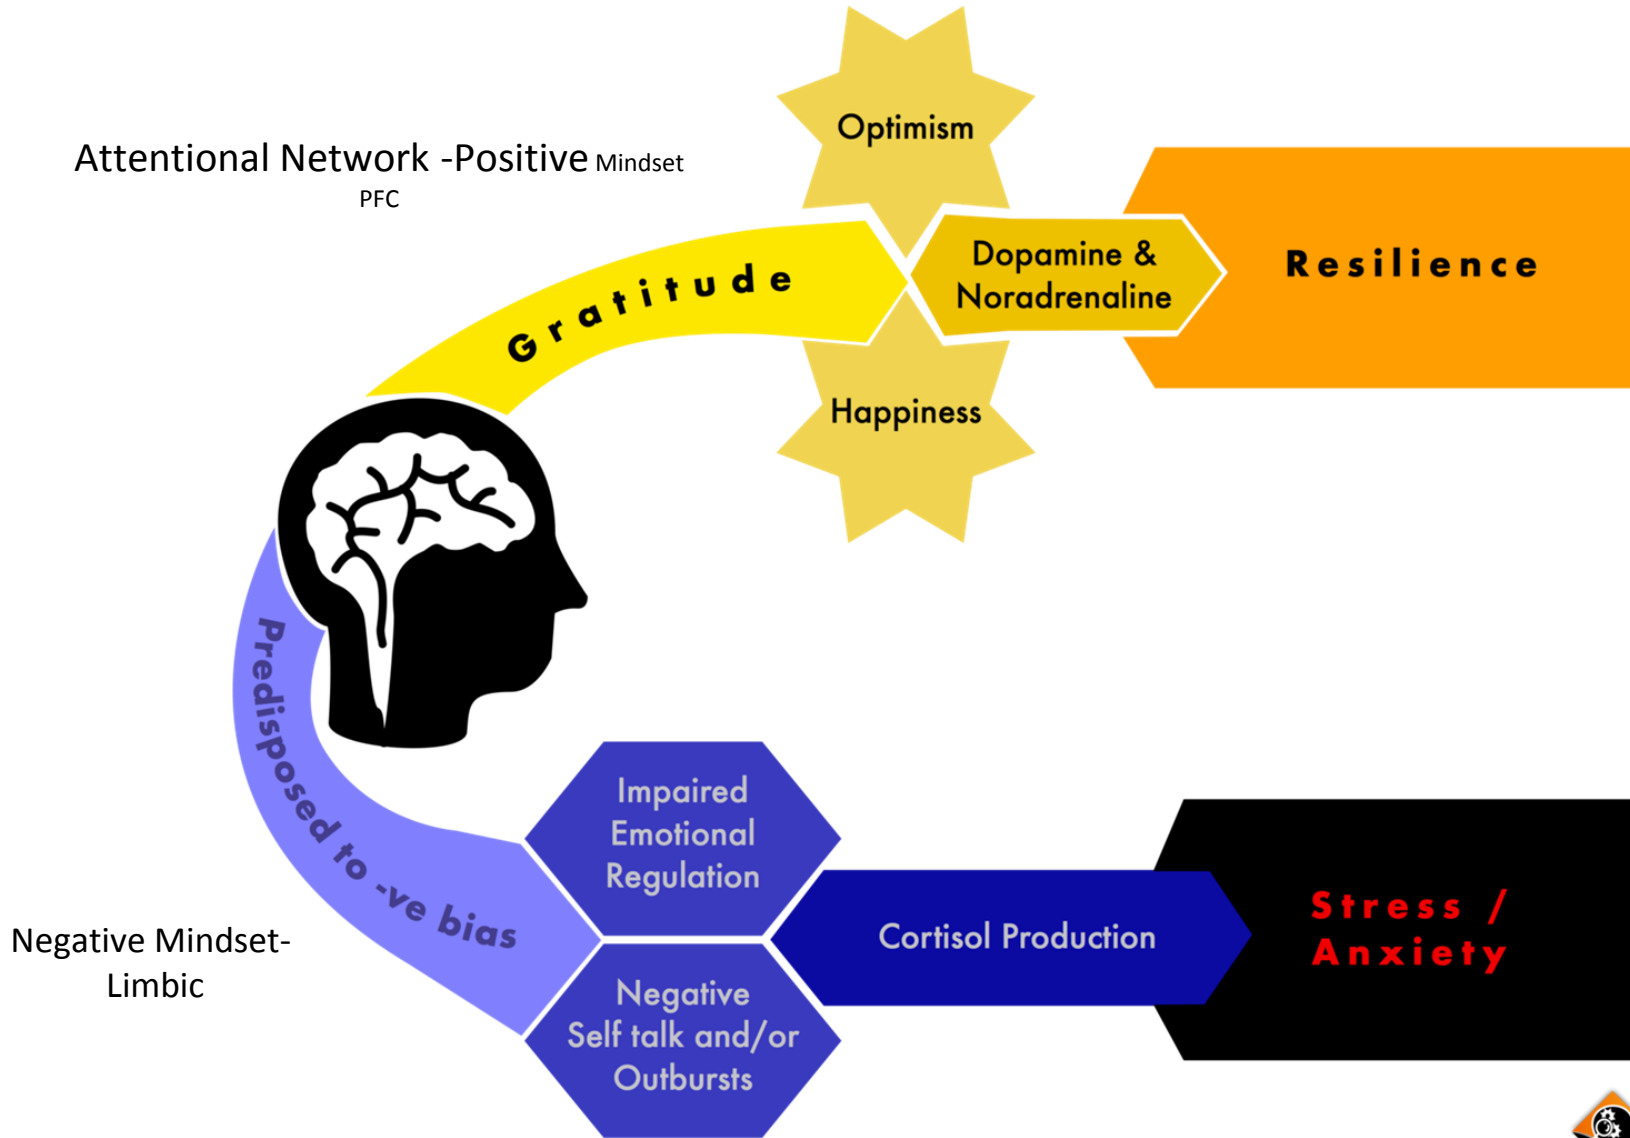 Optimism
Attentional Network -Positive Mindset
PFC
Gratitude
Dopamine &
Noradrenaline
Resilience
Happiness
Predisposed to -ve bias
Impaired
Emotional
Regulation
Negative Mindset-
Limbic
Cortisol Production
Stress /
Anxiety
Negative
Self talk and/or
Outbursts